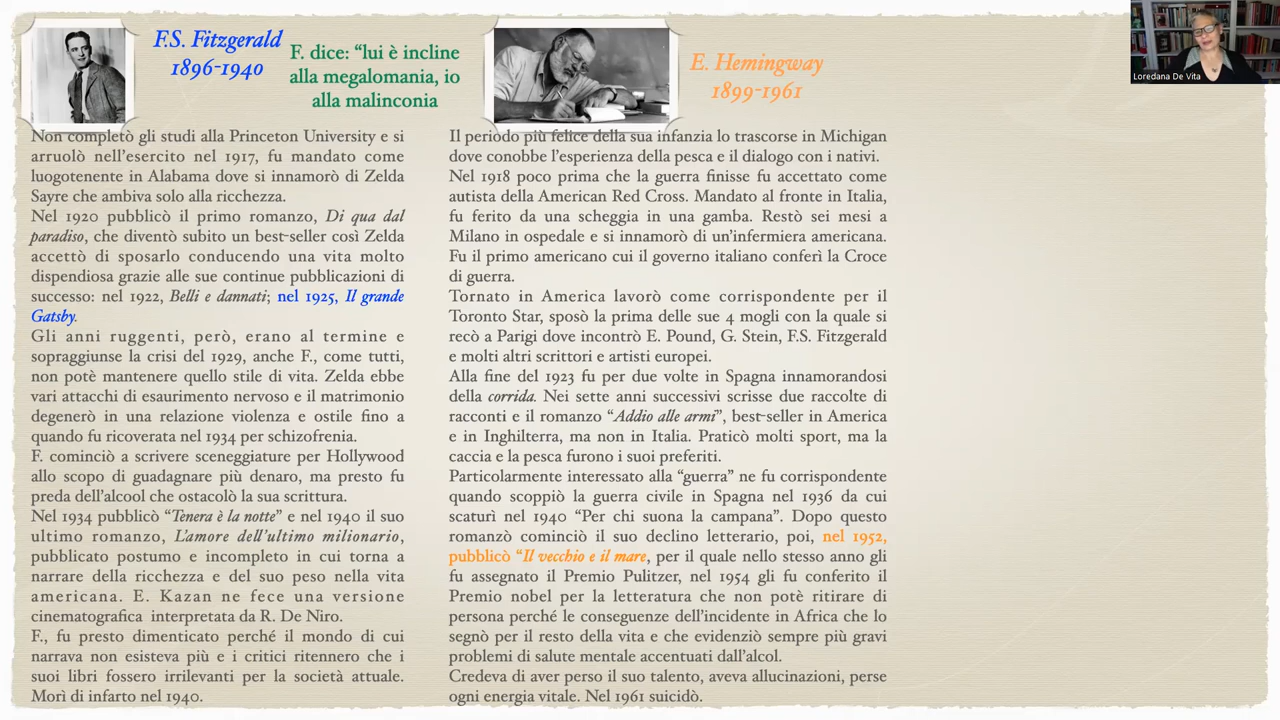 F.S. Fitzgerald
1896-1940
F. dice: “lui è incline
alla megalomania, io
alla malinconia
E. Hemingway
1899-1961
Loredana De Vita
Non completò gli studi alla Princeton University e si
arruolò nell’esercito nel 1917, fu mandato come
luogotenente in Alabama dove si innamorò di Zelda
Sayre che ambiva solo alla ricchezza.
Nel 1920 pubblicò il primo romanzo, Di qua dal
paradiso, che diventò subito un best-seller così Zelda
accettò di sposarlo conducendo una vita molto
dispendiosa grazie alle sue continue pubblicazioni di
successo: nel 1922, Belli e dannati; nel 1925, Il grande
Gatsby.
Gli anni ruggenti, però, erano al termine e
sopraggiunse la crisi del 1929, anche F., come tutti,
non potè mantenere quello stile di vita. Zelda ebbe
vari attacchi di esaurimento nervoso e il matrimonio
degenerò in una relazione violenza e ostile fino a
quando fu ricoverata nel 1934 per schizofrenia.
F. cominciò a scrivere sceneggiature per Hollywood
allo scopo di guadagnare più denaro, ma presto fu
preda dell’alcool che ostacolò la sua scrittura.
Nel 1934 pubblicò “Tenera è la notte” e nel 1940 il suo
ultimo romanzo, L’amore dell’ultimo milionario,
pubblicato postumo e incompleto in cui torna a
narrare della ricchezza e del suo peso nella vita
americana. E. Kazan ne fece una versione
cinematografica interpretata da R. De Niro.
F., fu presto dimenticato perché il mondo di cui
narrava non esisteva più e i critici ritennero che i
suoi libri fossero irrilevanti per la società attuale.
Morì di infarto nel 1940.
Il periodo più felice della sua infanzia lo trascorse in Michigan
dove conobbe l’esperienza della pesca e il dialogo con i nativi.
Nel 1918 poco prima che la guerra finisse fu accettato come
autista della American Red Cross. Mandato al fronte in Italia,
fu ferito da una scheggia in una gamba. Restò sei mesi a
Milano in ospedale e si innamorò di un’infermiera americana.
Fu il primo americano cui il governo italiano conferì la Croce
di guerra.
Tornato in America lavorò come corrispondente per il
Toronto Star, sposò la prima delle sue 4 mogli con la quale si
recò a Parigi dove incontrò E. Pound, G. Stein, F.S. Fitzgerald
e molti altri scrittori e artisti europei.
Alla fine del 1923 fu per due volte in Spagna innamorandosi
della corrida. Nei sette anni successivi scrisse due raccolte di
racconti e il romanzo “Addio alle armi”, best-seller in America
e in Inghilterra, ma non in Italia. Praticò molti sport, ma la
caccia e la pesca furono i suoi preferiti.
Particolarmente interessato alla “guerra” ne fu corrispondente
quando scoppiò la guerra civile in Spagna nel 1936 da cui
scaturì nel 1940 “Per chi suona la campana”. Dopo questo
romanzò cominciò il suo declino letterario, poi, nel 1952,
pubblicò “Il vecchio e il mare, per il quale nello stesso anno gli
fu assegnato il Premio Pulitzer, nel 1954 gli fu conferito il
Premio nobel per la letteratura che non potè ritirare di
persona perché le conseguenze dell’incidente in Africa che lo
segnò per il resto della vita e che evidenziò sempre più gravi
problemi di salute mentale accentuati dall’alcol.
Credeva di aver perso il suo talento, aveva allucinazioni, perse
ogni energia vitale. Nel 1961 suicidò.